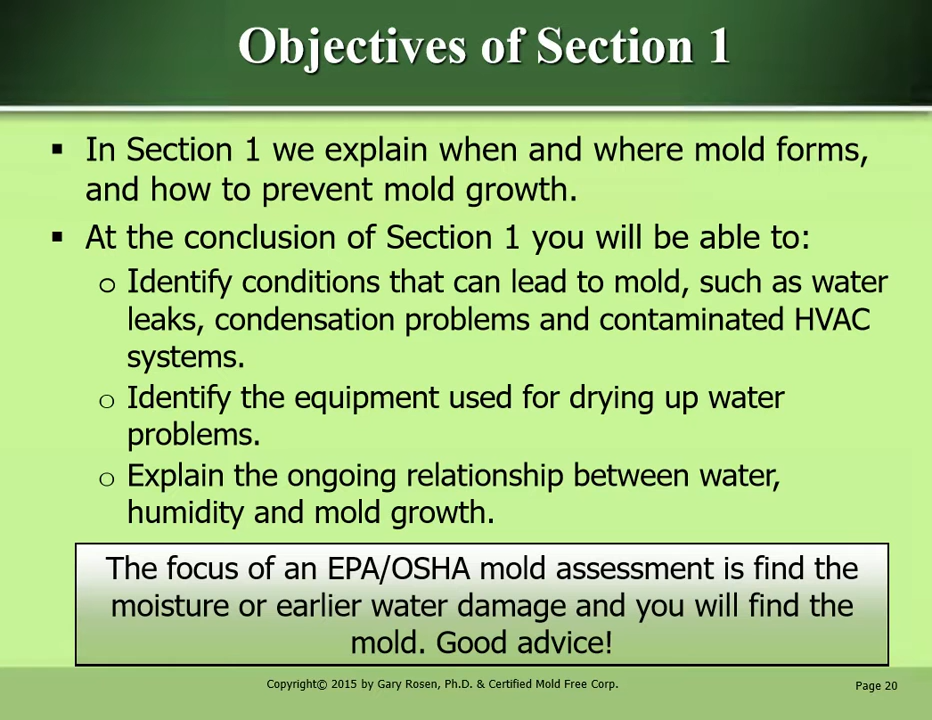 Objectives of Section 1
▪ In Section 1 we explain when and where mold forms,
and how to prevent mold growth.
▪ At the conclusion of Section 1 you will be able to:
o Identify conditions that can lead to mold, such as water
leaks, condensation problems and contaminated HVAC
systems.
o Identify the equipment used for drying up water
problems.
o Explain the ongoing relationship between water,
humidity and mold growth.
The focus of an EPA/OSHA mold assessment is find the
moisture or earlier water damage and you will find the
mold. Good advice!
Copyright© 2015 by Gary Rosen, Ph.D. & Certified Mold Free Corp.
Page 20